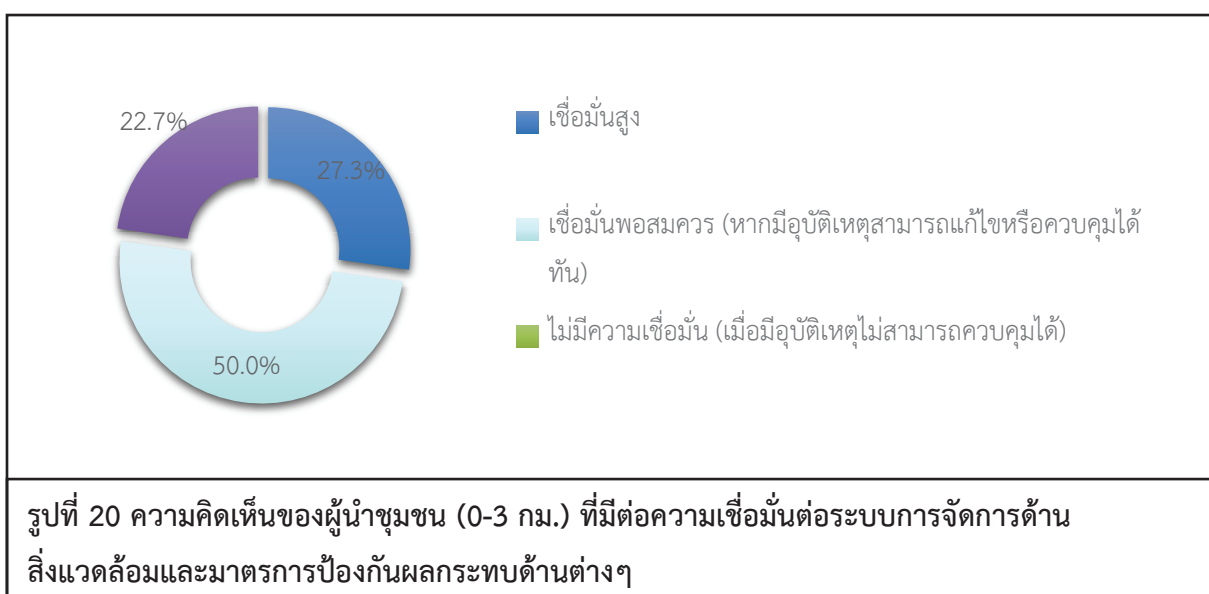 22.7%
27.3%
50.0%
เชื่อมั่นสูง
เชื่อมั่นพอสมควร (หากมีอุบัติเหตุสามารถแก้ไขหรือควบคุมได้
ทัน)
ไม่มีความเชื่อมั่น (เมื่อมีอุบัติเหตุไม่สามารถควบคุมได้)
รูปที่ 20 ความคิดเห็นของผู้นำชุมชน (0-3 กม.) ที่มีต่อความเชื่อมั่นต่อระบบการจัดการด้าน
สิ่งแวดล้อมและมาตรการป้องกันผลกระทบด้านต่างๆ